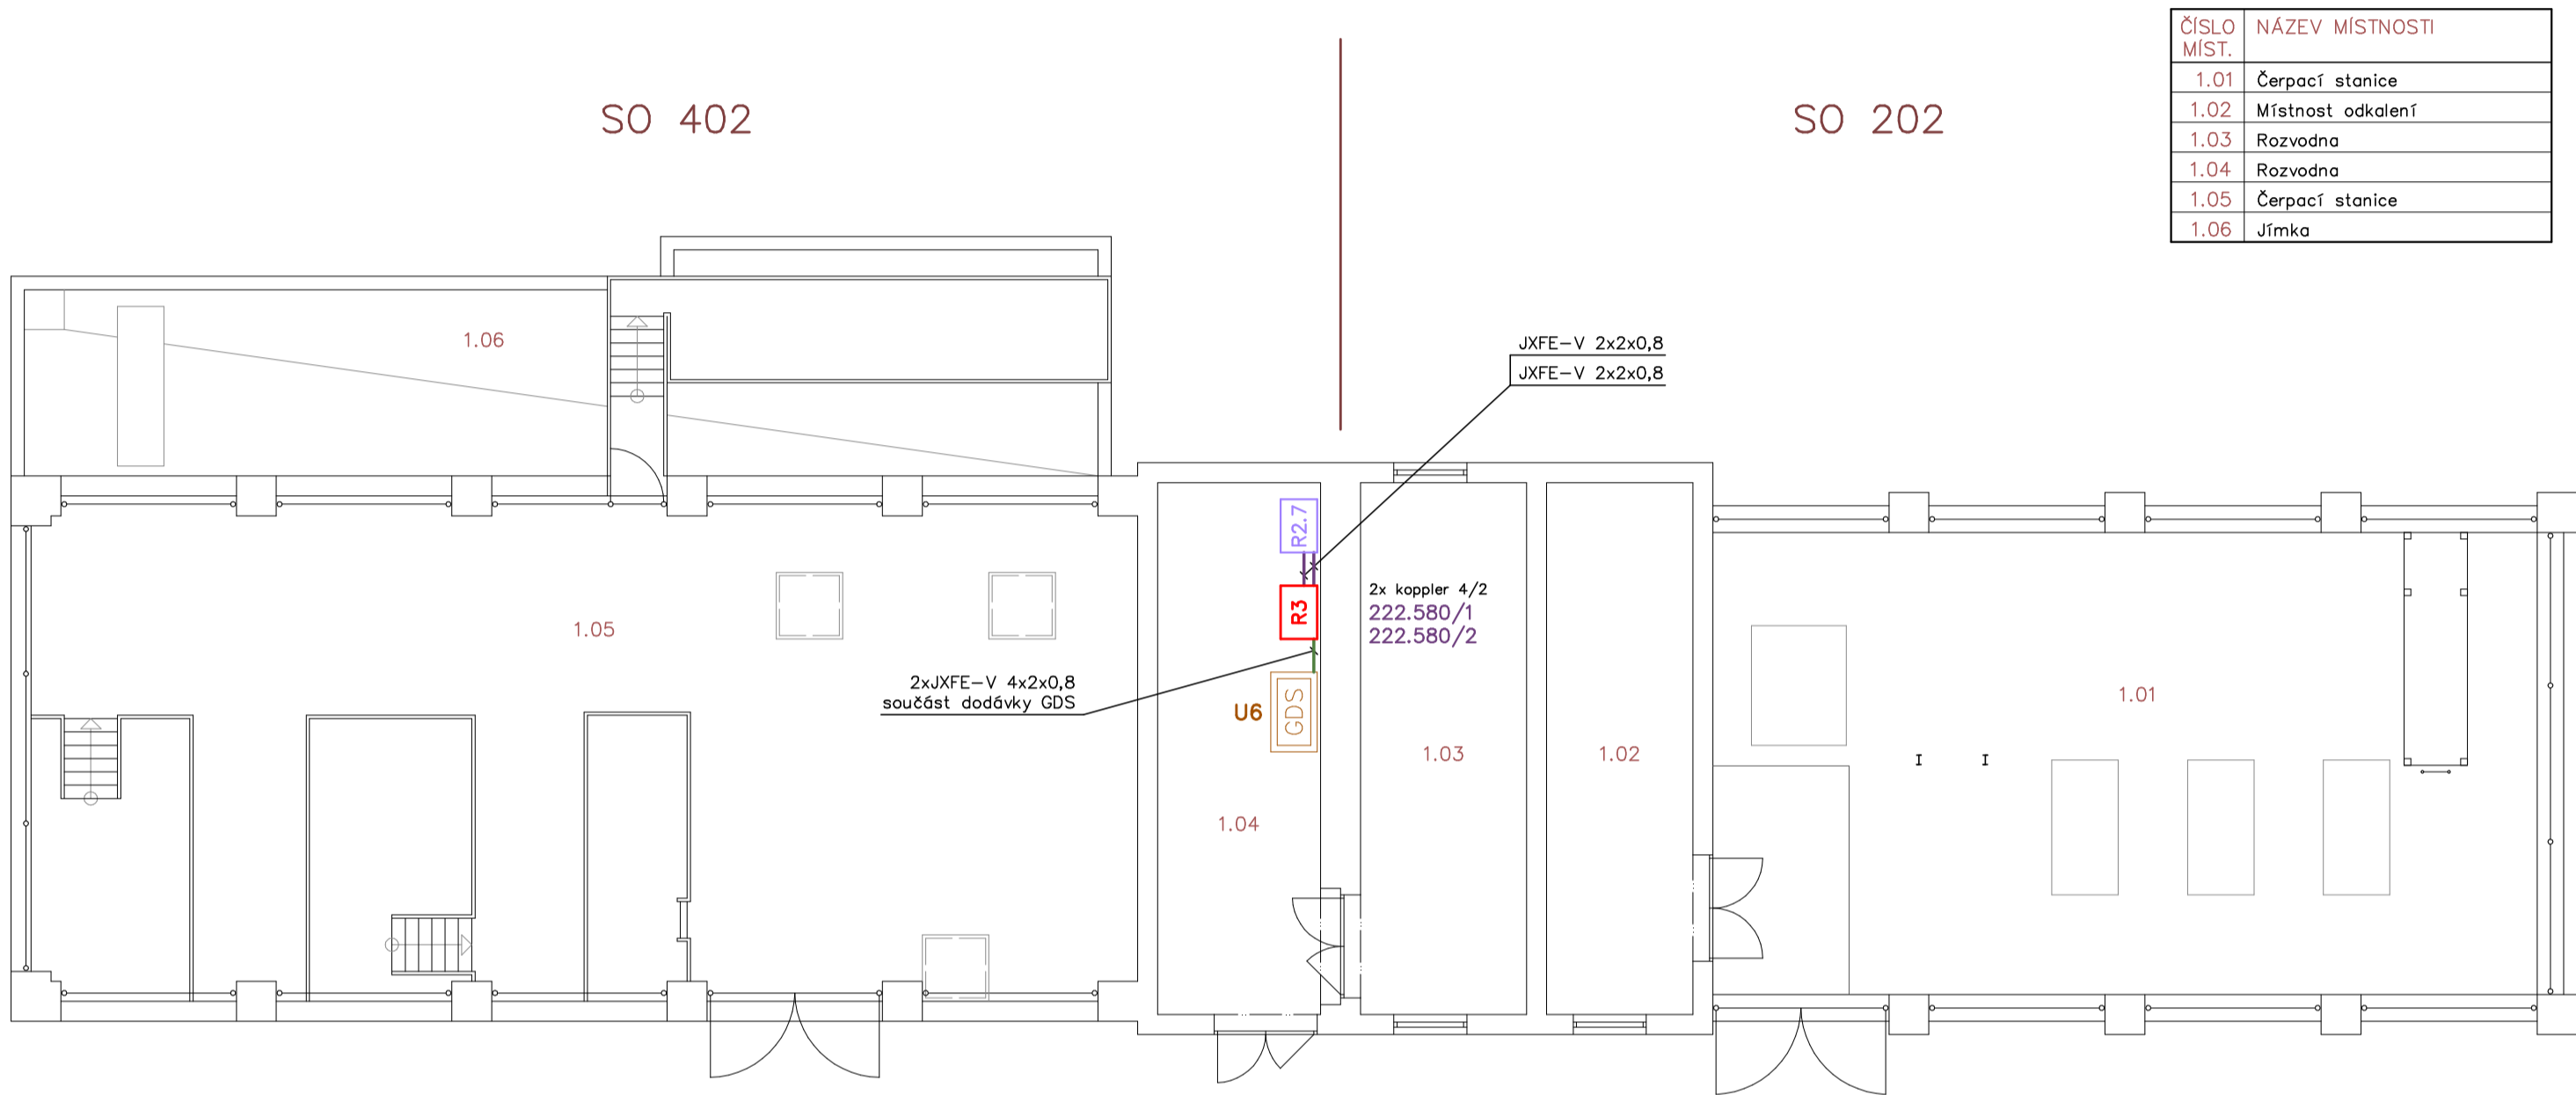 ČÍSLO MÍST. NÁZEV MÍSTNOSTI
1.01 Čerpací stanice
1.02 Místnost odkalení
1.03 Rozvodna
1.04 Rozvodna
1.05 Čerpací stanice
1.06 Jímka
SO 402
SO 202
1.06
JXFE-V 2x2x0,8
JXFE-V 2x2x0,8
R2.7
R3
2x koppler 4/2
222.580/1
222.580/2
1.05
2xJXFE-V 4x2x0,8
součást dodávky GDS
U6
GDS
1.04
1.03
1.02
1.01